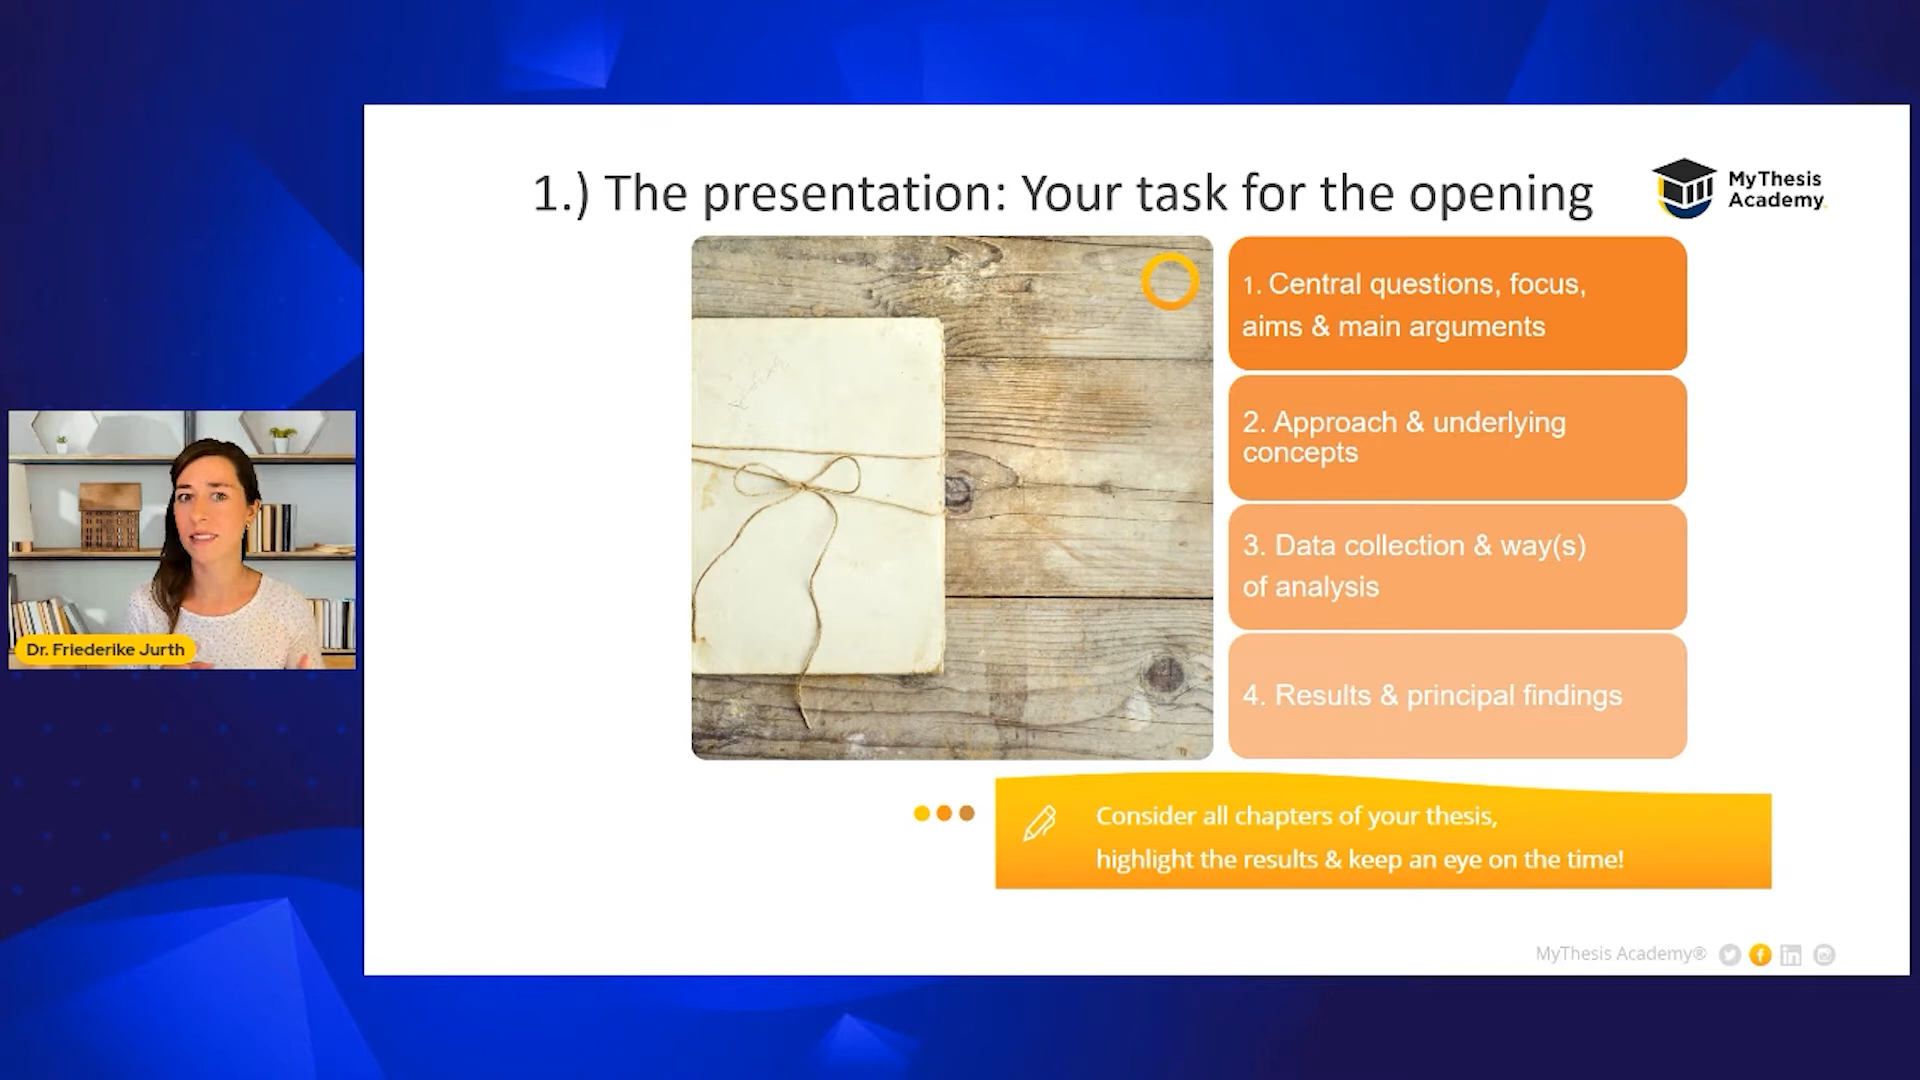 1.) The presentation: Your task for the opening
MyThesis
Academy.
1. Central questions, focus,
aims & main arguments
2. Approach & underlying
concepts
3. Data collection & way(s)
of analysis
4. Results & principal findings
Dr. Friederike Jurth
Consider all chapters of your thesis,
highlight the results & keep an eye on the time!
MyThesis Academy®